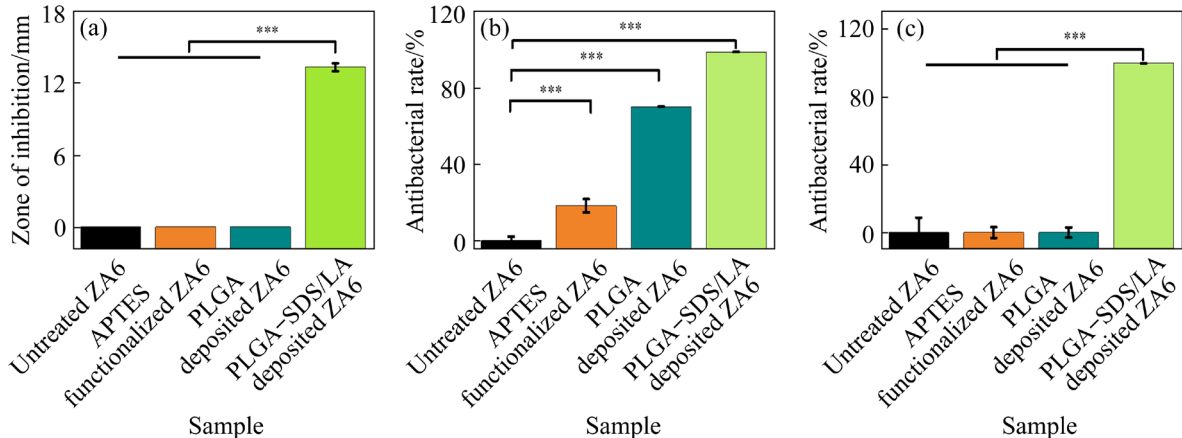 (a)
Zone of inhibition/mm
18
12
6
0
***
Untreated ZA6
APTES
functionalized ZA6
PLGA
deposited ZA6
PLGA-SDS/LA
deposited ZA6
Sample
(b)
Antibacterial rate/%
120
80
40
0
***
***
***
Untreated ZA6
APTES
functionalized ZA6
PLGA
deposited ZA6
PLGA-SDS/LA
deposited ZA6
Sample
(c)
Antibacterial rate/%
120
80
40
0
***
Untreated ZA6
APTES
functionalized ZA6
PLGA
deposited ZA6
PLGA-SDS/LA
deposited ZA6
Sample